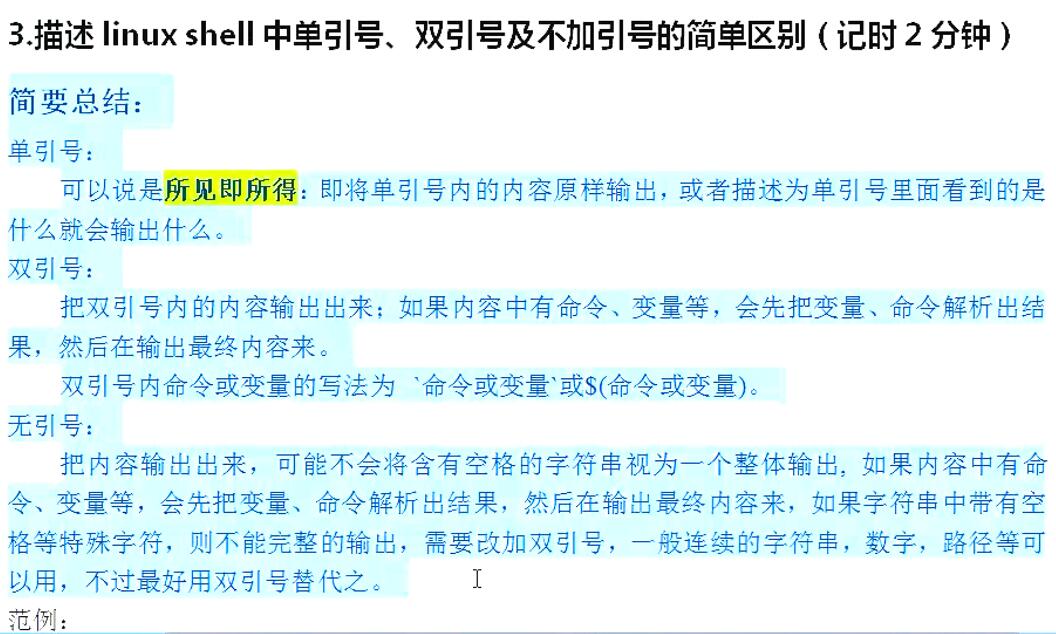 3.描述 linux shell 中单引号、双引号及不加引号的简单区别（记时 2 分钟）
简要总结：
单引号：
可以说是所见即所得：即将单引号内的内容原样输出，或者描述为单引号里面看到的是
什么就会输出什么。
双引号：
把双引号内的内容输出出来；如果内容中有命令、变量等，会先把变量、命令解析出结
果，然后在输出最终内容来。
双引号内命令或变量的写法为 `命令或变量`或$(命令或变量)。
无引号：
把内容输出出来，可能不会将含有空格的字符串视为一个整体输出, 如果内容中有命
令、变量等，会先把变量、命令解析出结果，然后在输出最终内容来，如果字符串中带有空
格等特殊字符，则不能完整的输出，需要改加双引号，一般连续的字符串，数字，路径等可
以用，不过最好用双引号替代之。
范例：